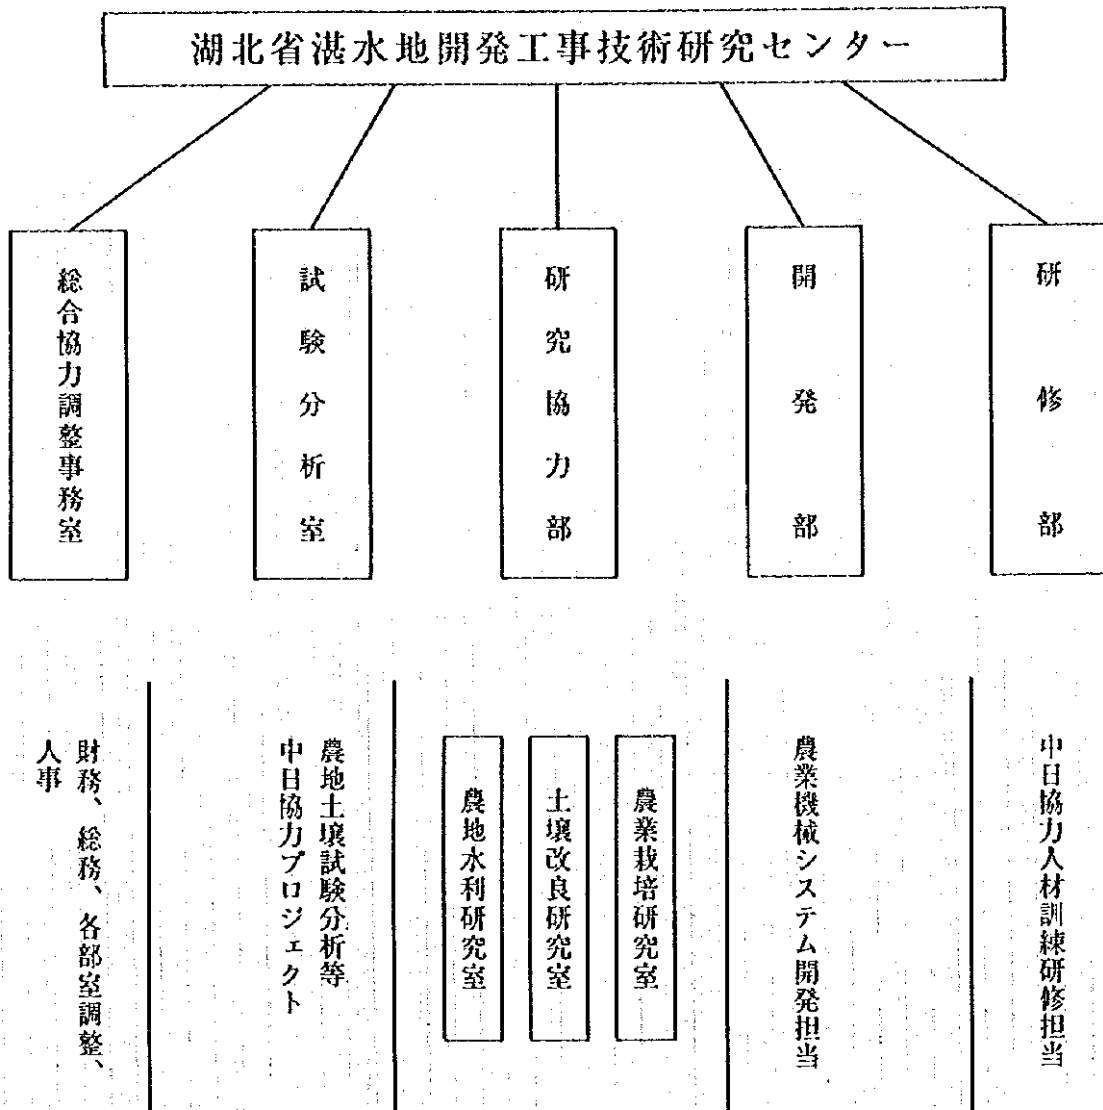 湖北省湛水地開発工事技術研究センター
総合協力調整事務室
試験分析室
研究協力部
開発部
研修部
財務、総務、各部室調整、
人事
農地土壌試験分析等
中日協力プロジェクト
農地水利研究室
土壌改良研究室
農業栽培研究室
農業機械システム開発担当
中日協力人材訓練研修担当